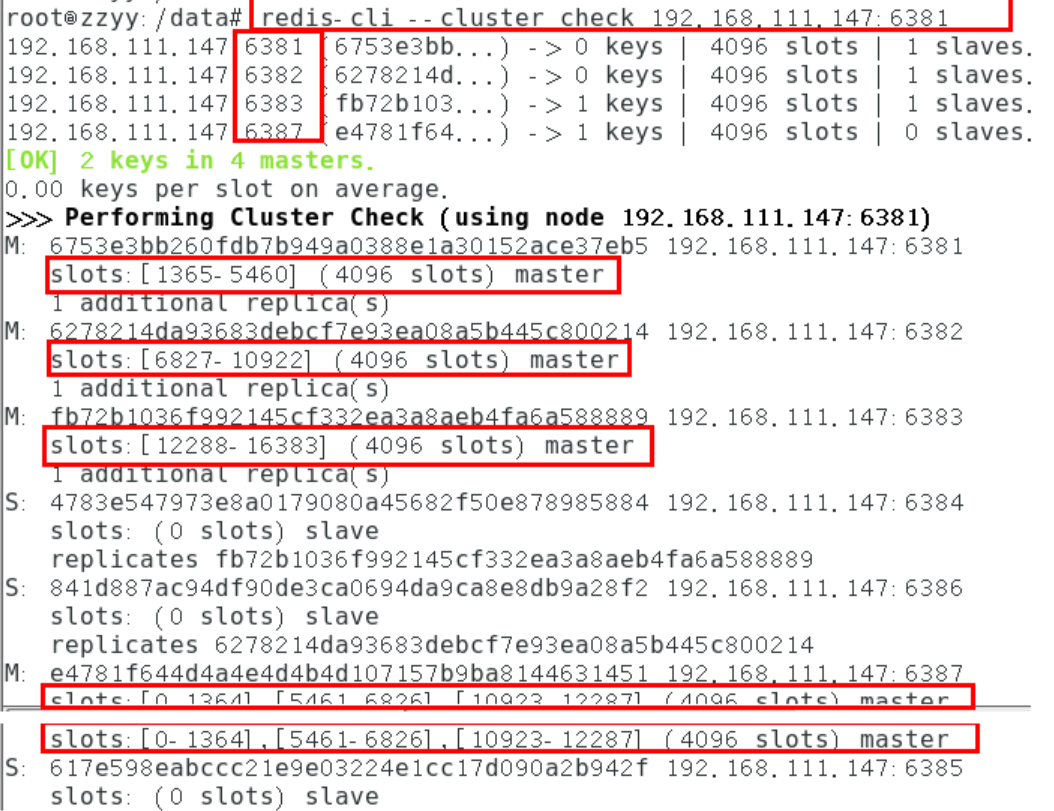 root@zzyy:/data# redis-cli --cluster check 192.168.111.147:6381
192.168.111.147 6381 (6753e3bb...) -> 0 keys | 4096 slots | 1 slaves.
192.168.111.147 6382 (6278214d...) -> 0 keys | 4096 slots | 1 slaves.
192.168.111.147 6383 (fb72b103...) -> 1 keys | 4096 slots | 1 slaves.
192.168.111.147 6387 (e4781f64...) -> 1 keys | 4096 slots | 0 slaves.
[OK] 2 keys in 4 masters.
0.00 keys per slot on average.
>>> Performing Cluster Check (using node 192.168.111.147:6381)
M: 6753e3bb260fdb7b949a0388e1a30152ace37eb5 192.168.111.147:6381
slots:[1365-5460] (4096 slots) master
1 additional replica(s)
M: 6278214da93683debcf7e93ea08a5b445c800214 192.168.111.147:6382
slots:[6827-10922] (4096 slots) master
1 additional replica(s)
M: fb72b1036f992145cf332ea3a8aeb4fa6a588889 192.168.111.147:6383
slots:[12288-16383] (4096 slots) master
1 additional replica(s)
S: 4783e547973e8a0179080a45682f50e878985884 192.168.111.147:6384
slots: (0 slots) slave
replicates fb72b1036f992145cf332ea3a8aeb4fa6a588889
S: 841d887ac94df90de3ca0694da9ca8e8db9a28f2 192.168.111.147:6386
slots: (0 slots) slave
replicates 6278214da93683debcf7e93ea08a5b445c800214
M: e4781f644d4a4e4d4b4d107157b9ba8144631451 192.168.111.147:6387
slots:[0-1364],[5461-6826],[10923-12287] (4096 slots) master
slots:[0-1364],[5461-6826],[10923-12287] (4096 slots) master
S: 617e598eabccc21e9e03224e1cc17d090a2b942f 192.168.111.147:6385
slots: (0 slots) slave